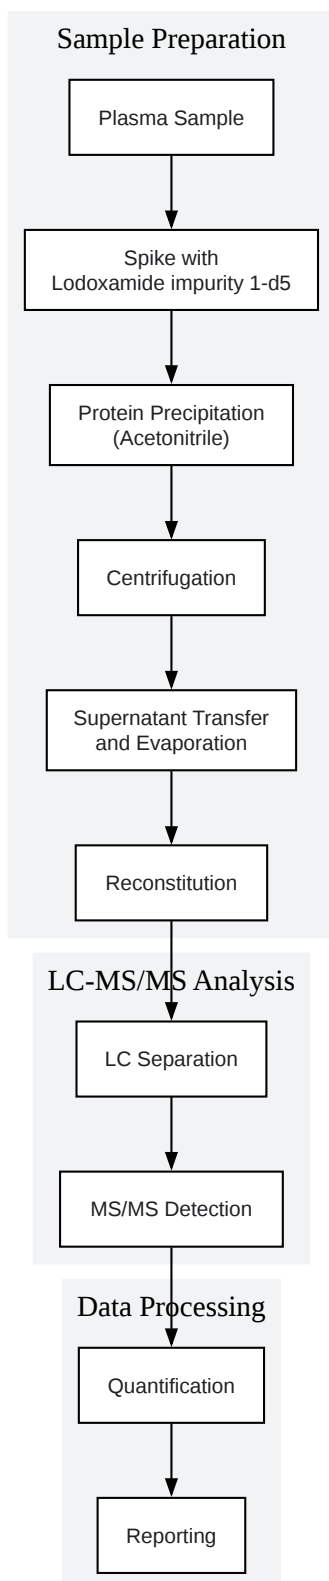 Sample Preparation
Plasma Sample
Spike with
Lodoxamide impurity 1-d5
Protein Precipitation
(Acetonitrile)
Centrifugation
Supernatant Transfer
and Evaporation
Reconstitution
LC-MS/MS Analysis
LC Separation
MS/MS Detection
Data Processing
Quantification
Reporting